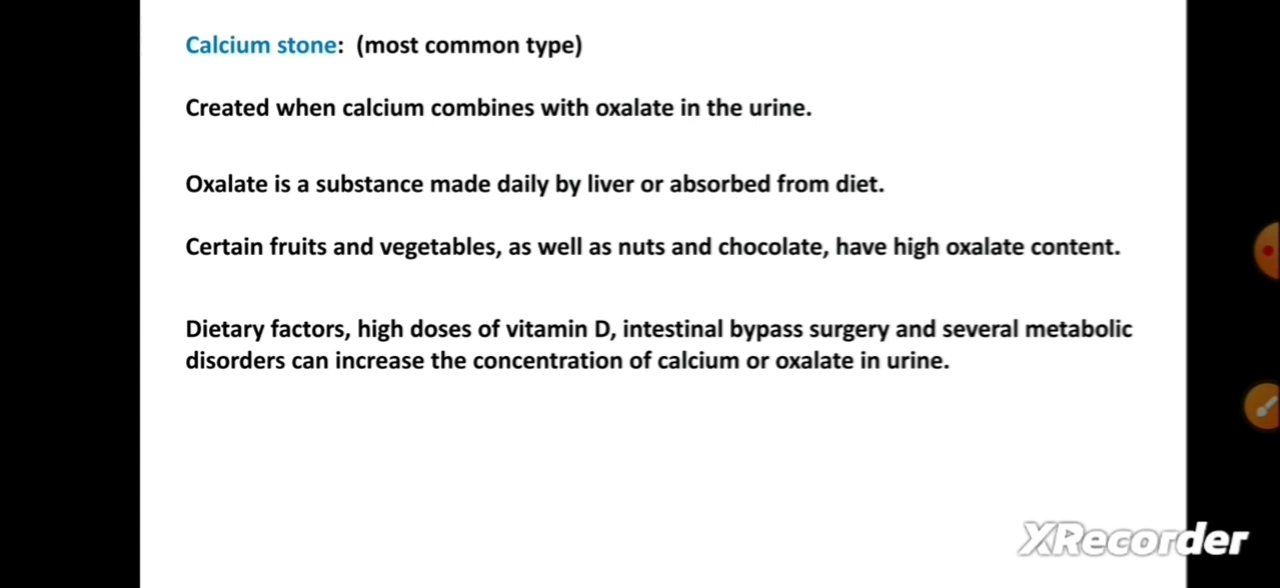 Calcium stone: (most common type)
Created when calcium combines with oxalate in the urine.
Oxalate is a substance made daily by liver or absorbed from diet.
Certain fruits and vegetables, as well as nuts and chocolate, have high oxalate content.
Dietary factors, high doses of vitamin D, intestinal bypass surgery and several metabolic
disorders can increase the concentration of calcium or oxalate in urine.
XRecorder